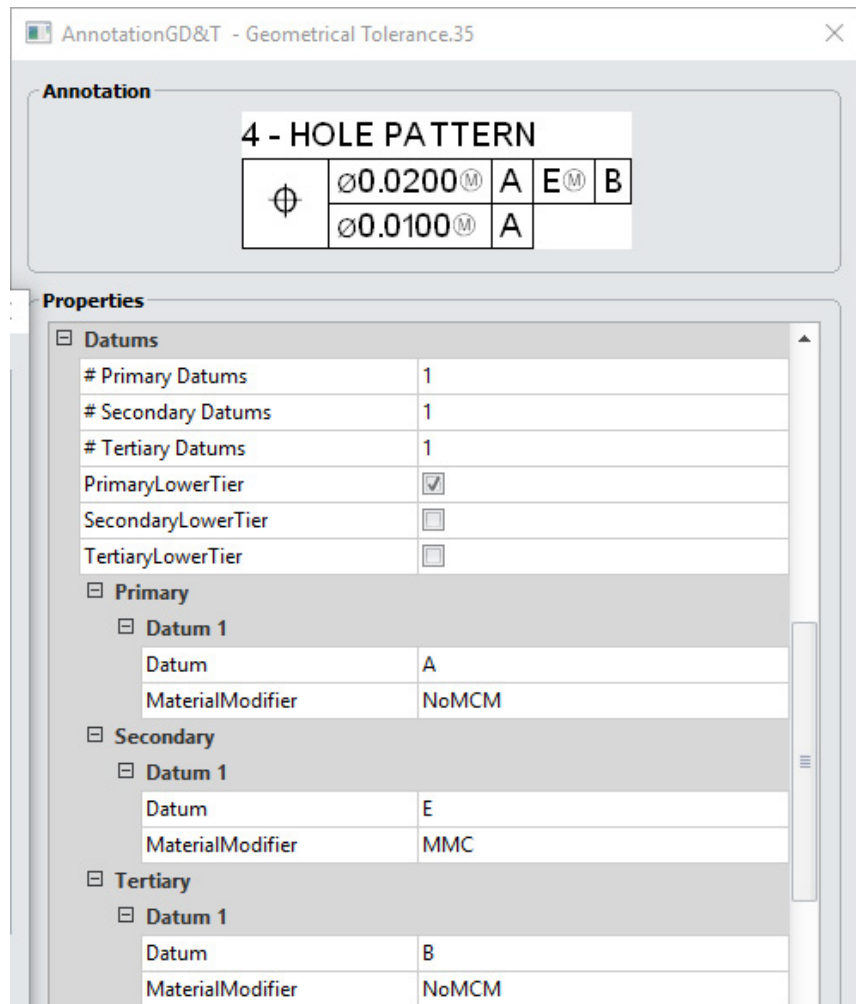 AnnotationGD&T - Geometrical Tolerance.35
Annotation
4 - HOLE PATTERN
⌖ ⌀0.0200Ⓜ A EⓂ B
⌀0.0100Ⓜ A
Properties
Datums
# Primary Datums 1
# Secondary Datums 1
# Tertiary Datums 1
PrimaryLowerTier
SecondaryLowerTier
TertiaryLowerTier
Primary
Datum 1
Datum A
MaterialModifier NoMCM
Secondary
Datum 1
Datum E
MaterialModifier MMC
Tertiary
Datum 1
Datum B
MaterialModifier NoMCM